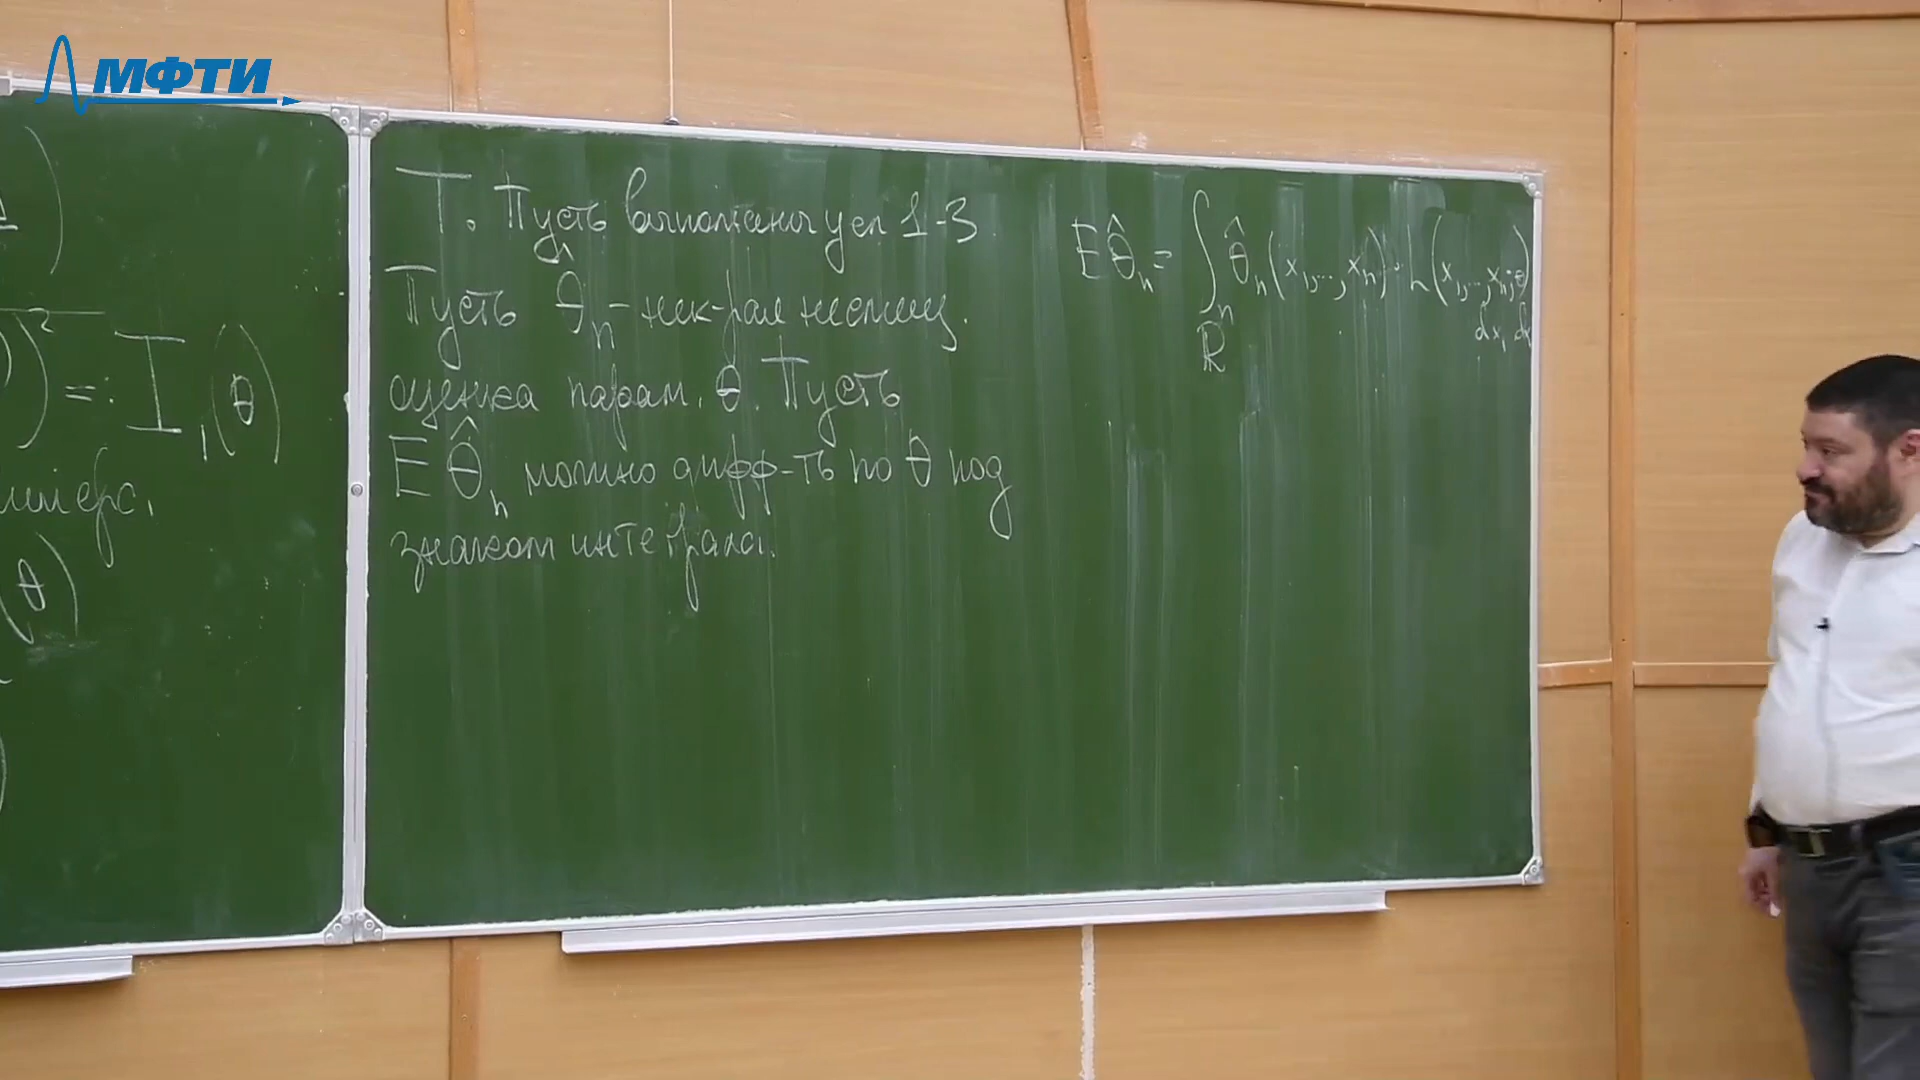 МФТИ
)² =: I₁(θ)
(θ)
Т. Пусть выполнены усл 1-3
Пусть θ̂ₙ - нек-рая несмещ.
оценка парам. θ. Пусть
E θ̂ₙ можно дифф-ть по θ под
знаком интеграла.
E θ̂ₙ = ∫ θ̂ₙ(x₁,...,xₙ) · L(x₁,...,xₙ;θ)
ℝⁿ